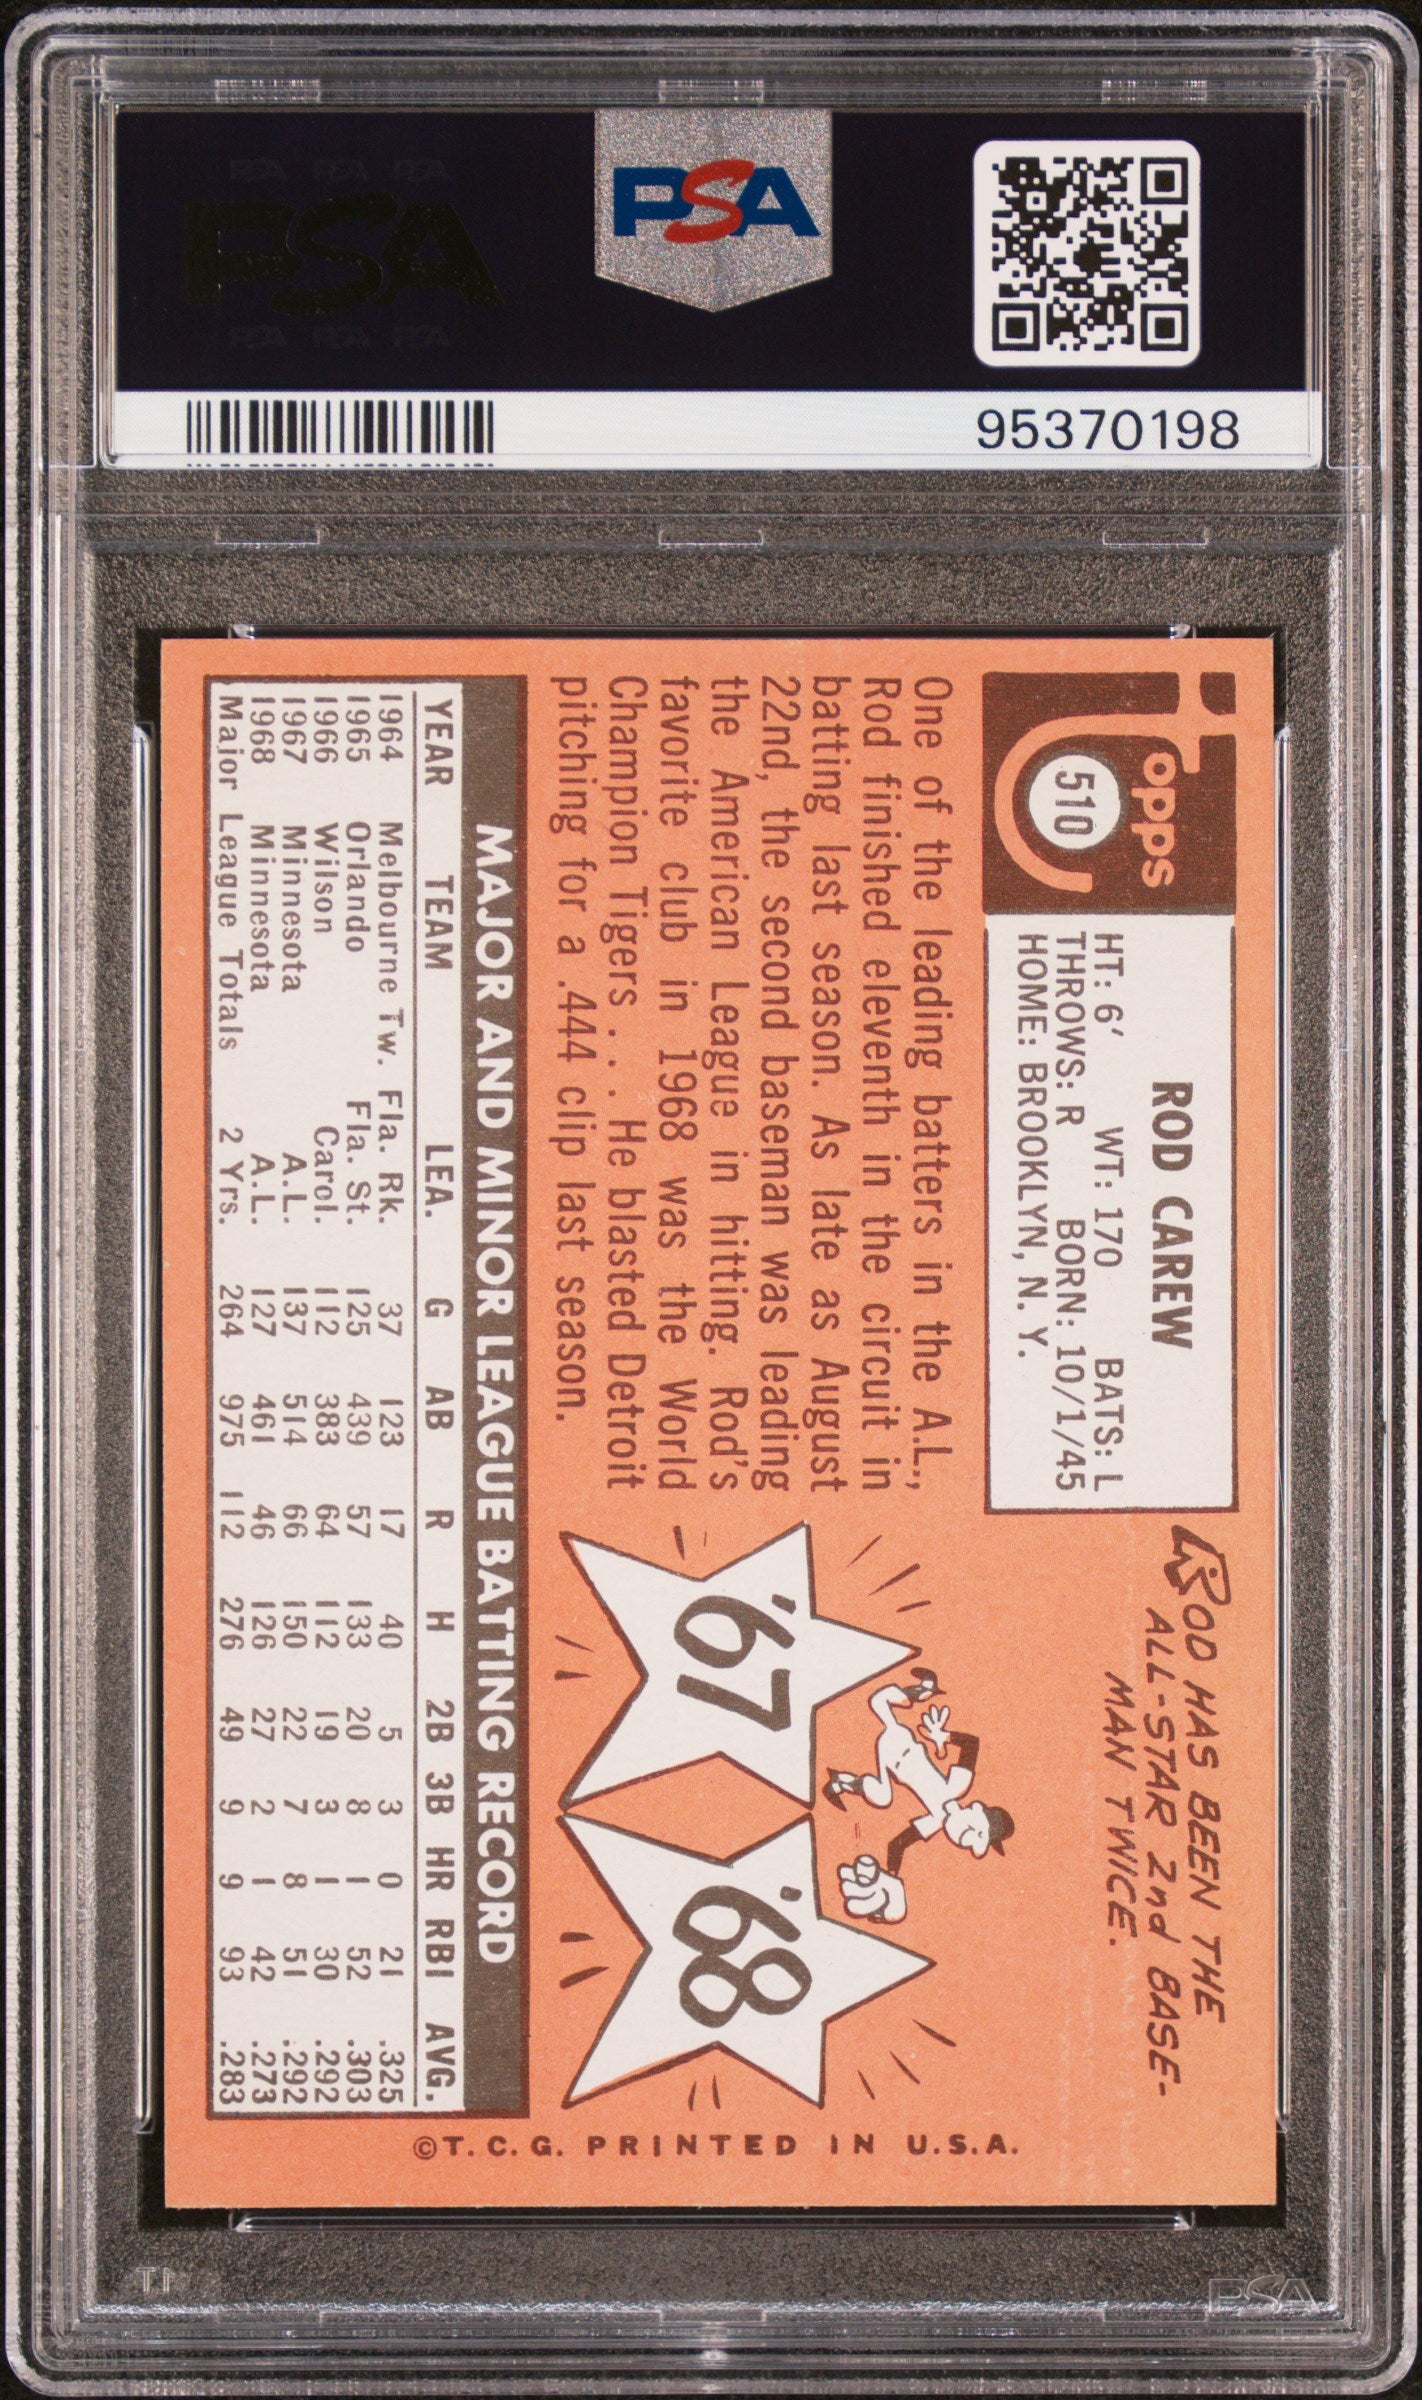 PSA
PSA PSA PSA
PSA
PSA PSA PSA
95370198
Topps
510
ROD CAREW
HT: 6' WT: 170 BATS: L
THROWS: R BORN: 10/1/45
HOME: BROOKLYN, N. Y.
ROD HAS BEEN THE
ALL-STAR 2nd BASE-
MAN TWICE.
One of the leading batters in the A.L.,
Rod finished eleventh in the circuit in
batting last season. As late as August
22nd, the second baseman was leading
the American League in hitting. Rod's
favorite club in 1968 was the World
Champion Tigers . . . He blasted Detroit
pitching for a .444 clip last season.
'67
'68
MAJOR AND MINOR LEAGUE BATTING RECORD
YEAR TEAM LEA. G AB R H 2B 3B HR RBI AVG.
1964 Melbourne Tw. Fla. Rk. 37 123 17 40 5 3 0 21 .325
1965 Orlando Fla. St. 125 439 57 133 20 8 1 52 .303
1966 Wilson Carol. 112 383 64 112 19 3 1 30 .292
1967 Minnesota A.L. 137 514 66 150 22 7 8 51 .292
1968 Minnesota A.L. 127 461 46 126 27 2 1 42 .273
Major League Totals 2 Yrs. 264 975 112 276 49 9 9 93 .283
©T. C. G. PRINTED IN U.S.A.
PSA